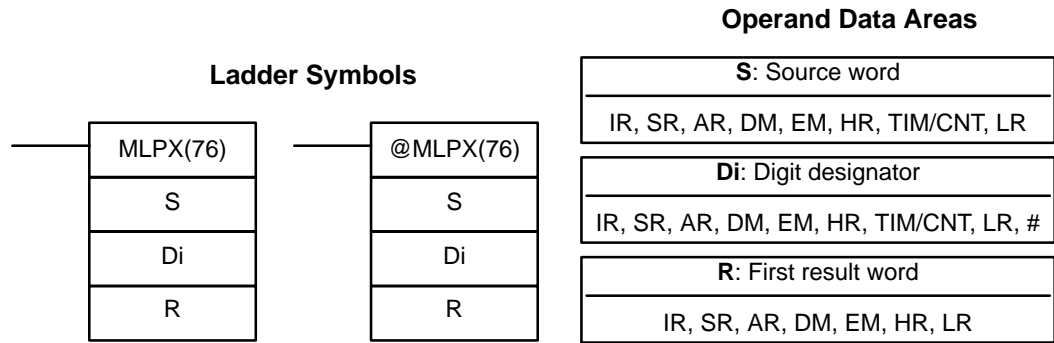 Ladder Symbols
MLPX(76)
S
Di
R
@MLPX(76)
S
Di
R
Operand Data Areas
S: Source word
IR, SR, AR, DM, EM, HR, TIM/CNT, LR
Di: Digit designator
IR, SR, AR, DM, EM, HR, TIM/CNT, LR, #
R: First result word
IR, SR, AR, DM, EM, HR, LR